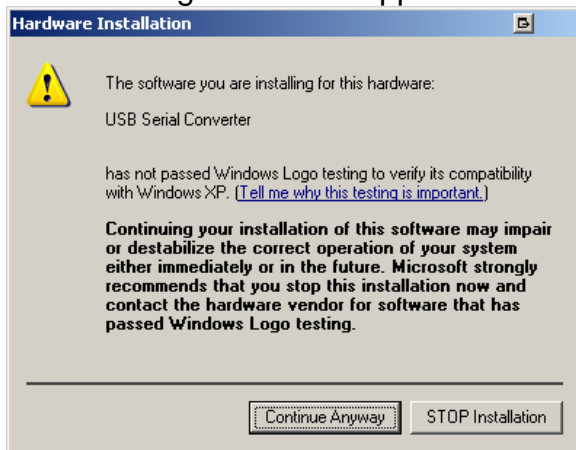 Hardware Installation
The software you are installing for this hardware:
USB Serial Converter
has not passed Windows Logo testing to verify its compatibility
with Windows XP. (Tell me why this testing is important.)
Continuing your installation of this software may impair
or destabilize the correct operation of your system
either immediately or in the future. Microsoft strongly
recommends that you stop this installation now and
contact the hardware vendor for software that has
passed Windows Logo testing.
Continue Anyway STOP Installation